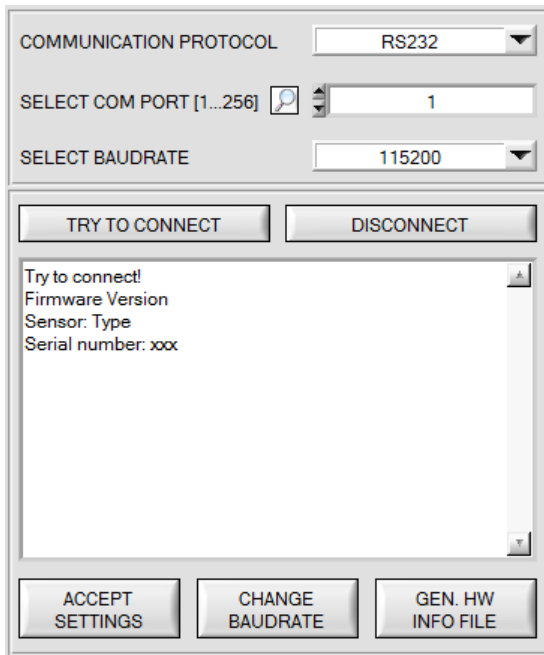 COMMUNICATION PROTOCOL RS232
SELECT COM PORT [1...256] 1
SELECT BAUDRATE 115200
TRY TO CONNECT DISCONNECT
Try to connect!
Firmware Version
Sensor: Type
Serial number: xxx
ACCEPT SETTINGS
CHANGE BAUDRATE
GEN. HW INFO FILE